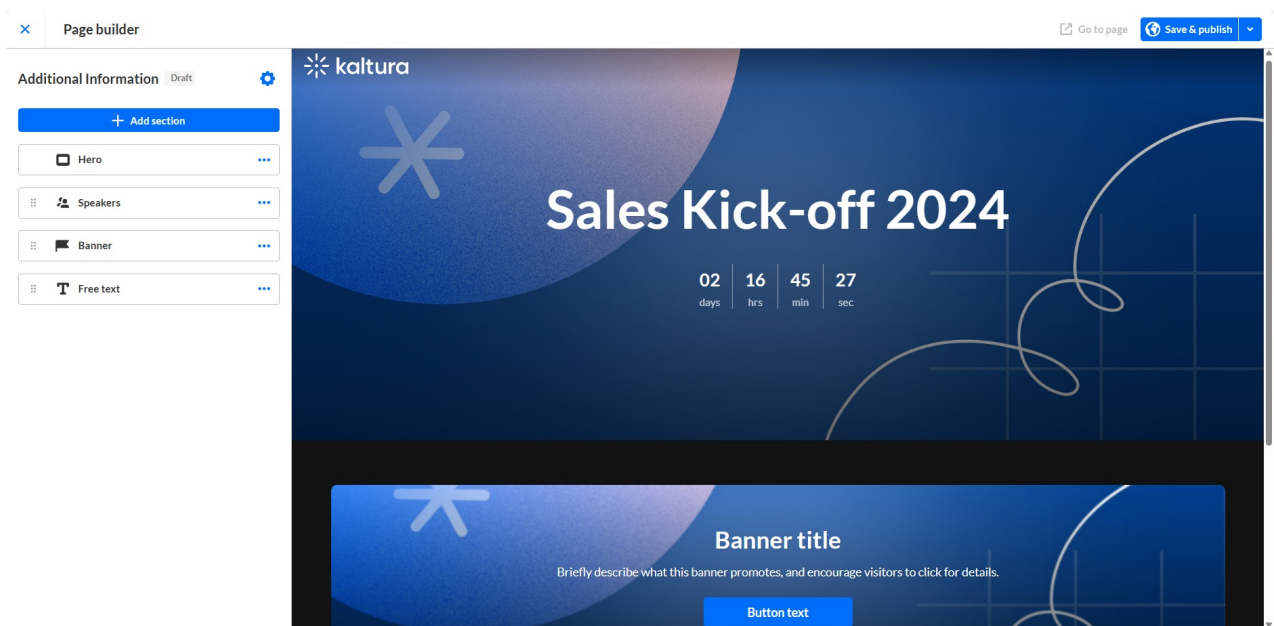 Page builder
Go to page
Save & publish
Additional Information Draft
Add section
Hero
Speakers
Banner
Free text
kaltura
Sales Kick-off 2024
02 16 45 27
days hrs min sec
Banner title
Briefly describe what this banner promotes, and encourage visitors to click for details.
Button text